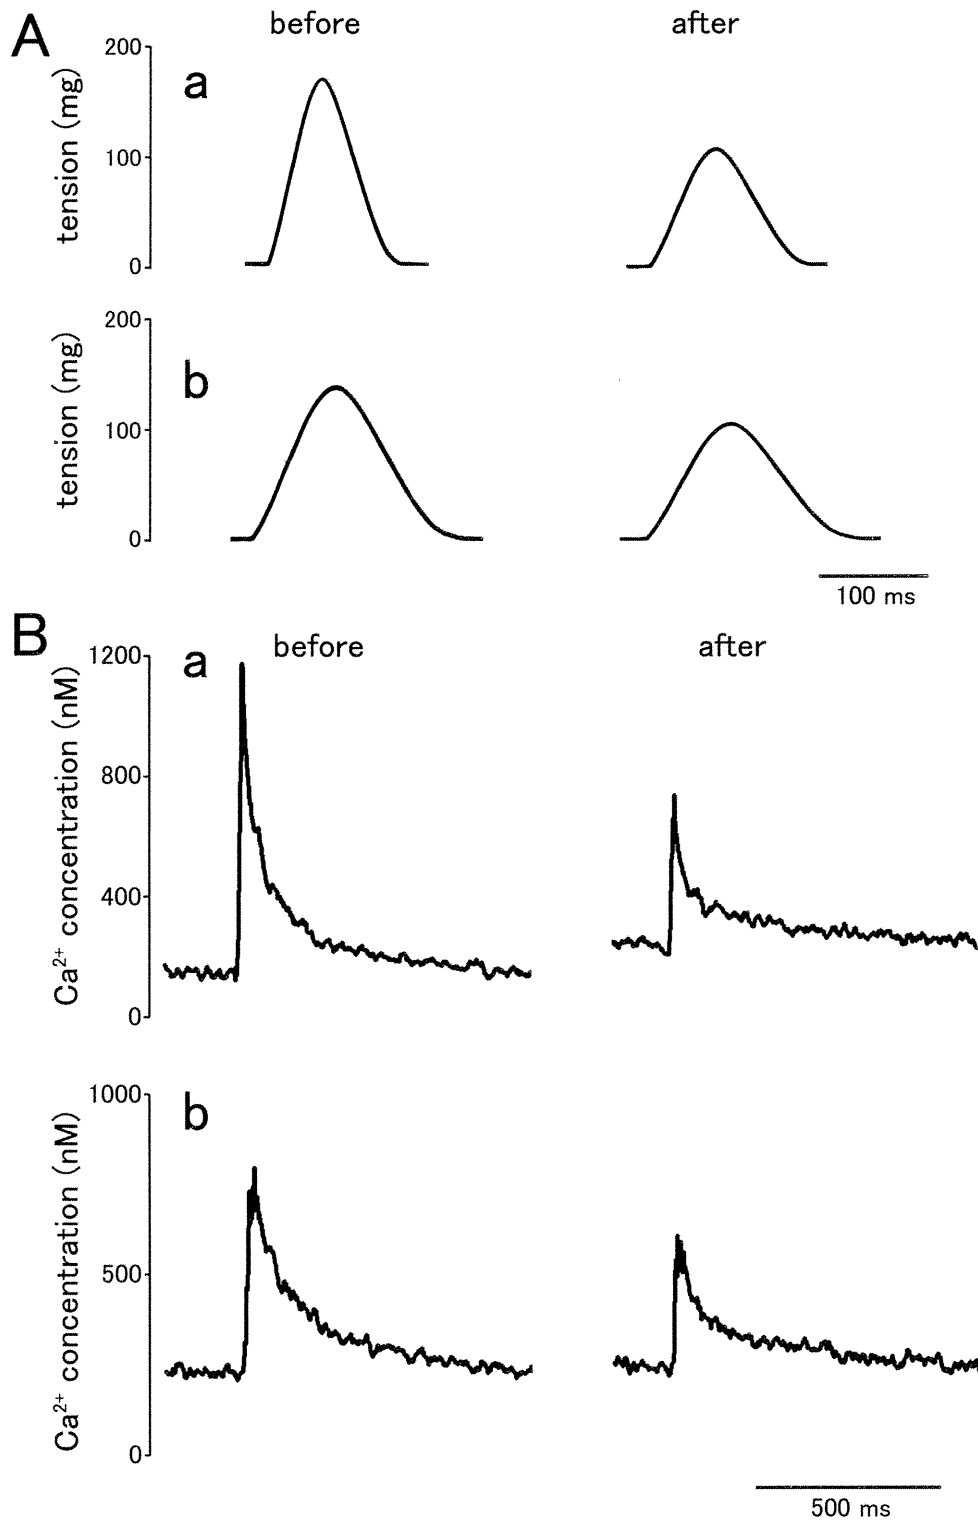 A
before
after
a
tension (mg)
200
100
0
b
tension (mg)
200
100
0
100 ms
B
before
after
a
Ca²⁺ concentration (nM)
1200
800
400
0
b
Ca²⁺ concentration (nM)
1000
500
0
500 ms